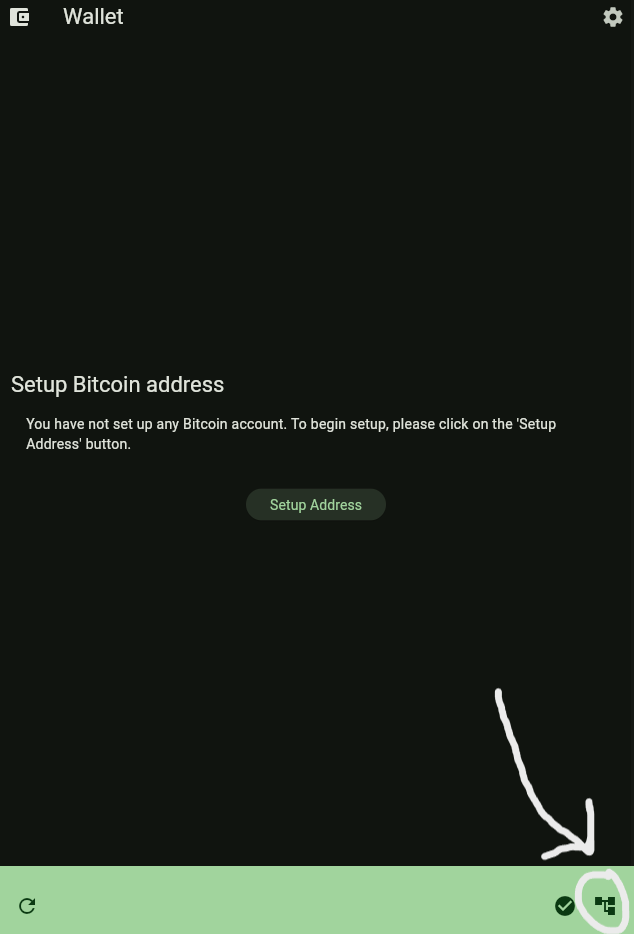 Wallet
Setup Bitcoin address
You have not set up any Bitcoin account. To begin setup, please click on the 'Setup
Address' button.
Setup Address